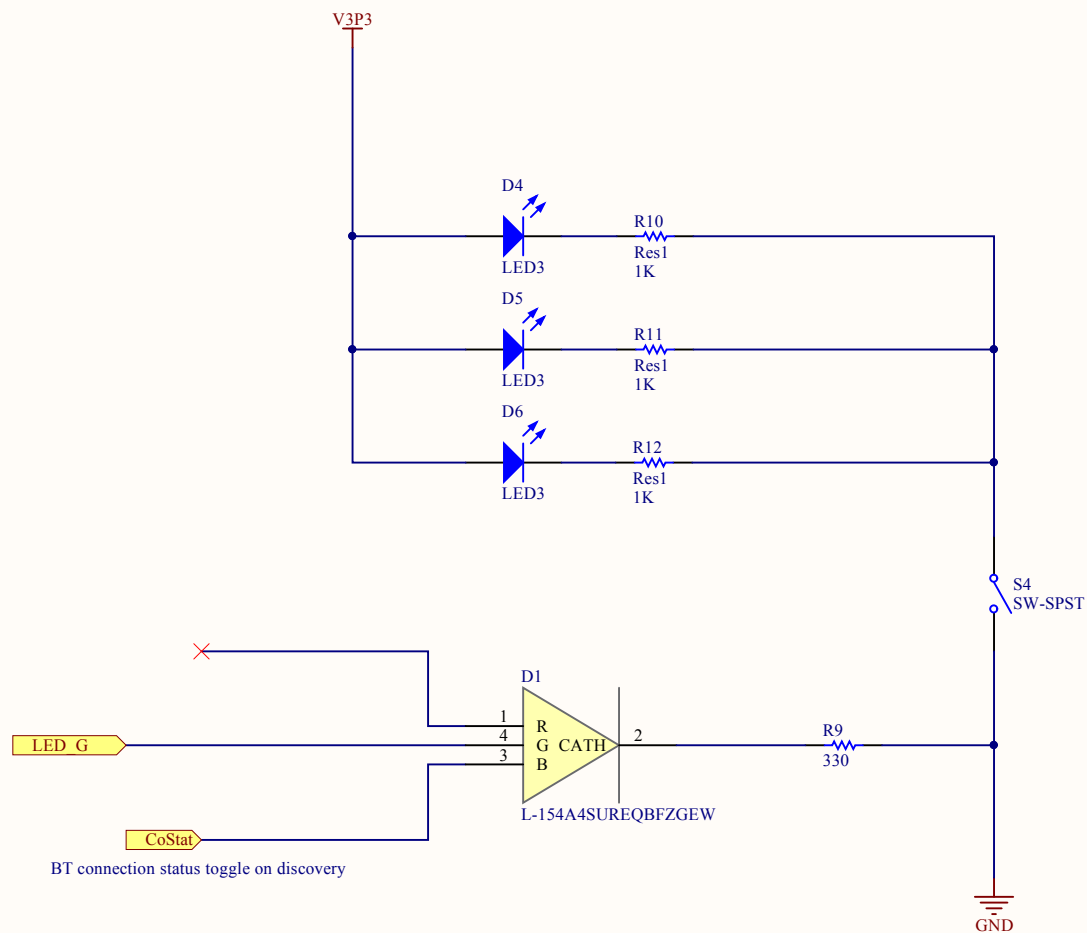 V3P3
D4
LED3
R10
Res1
1K
D5
LED3
R11
Res1
1K
D6
LED3
R12
Res1
1K
S4
SW-SPST
D1
1
R
LED_G
4
G
CATH
2
3
B
R9
330
L-154A4SUREQBFZGEW
CoStat
BT connection status toggle on discovery
GND